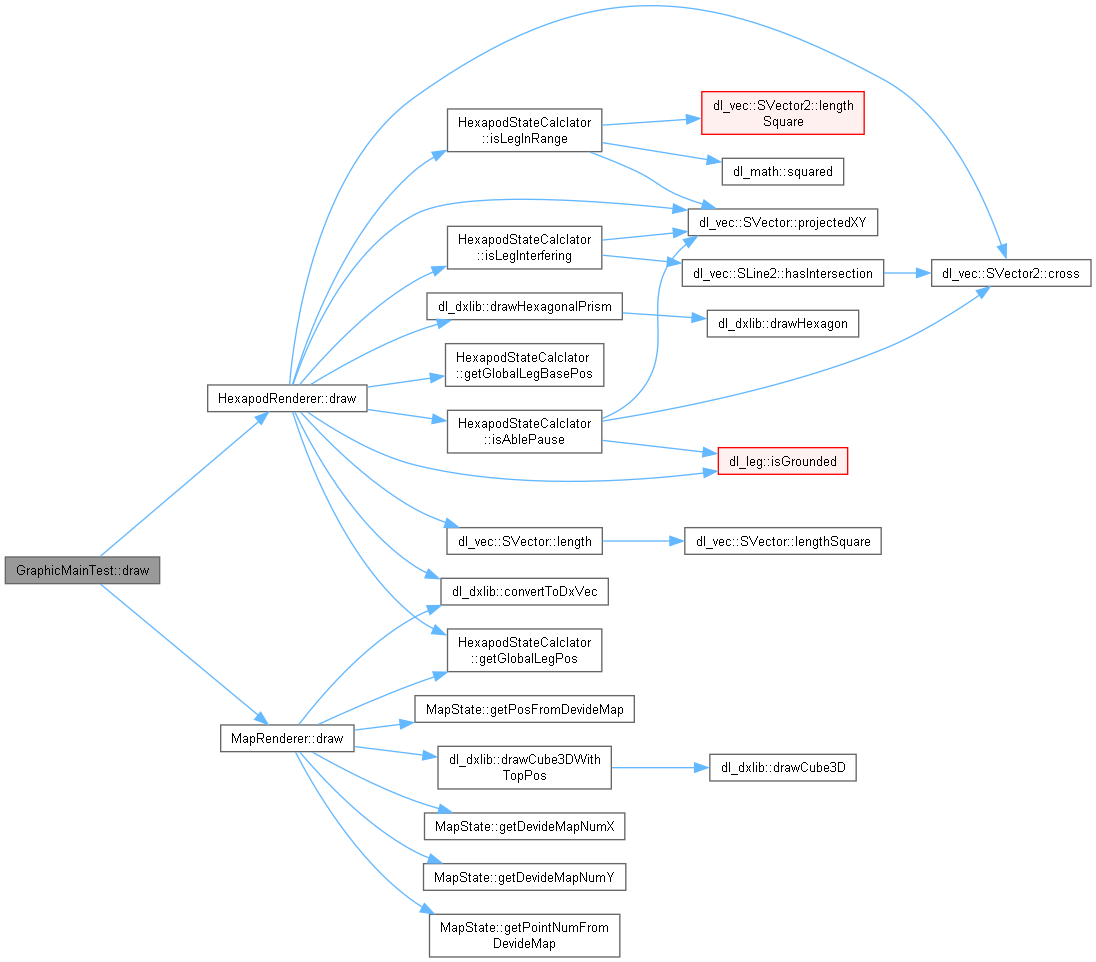 dl_vec::SVector2::length
Square
HexapodStateCalclator
::isLegInRange
dl_math::squared
dl_vec::SVector::projectedXY
HexapodStateCalclator
::isLegInterfering
dl_vec::SLine2::hasIntersection
dl_vec::SVector2::cross
dl_dxlib::drawHexagonalPrism
dl_dxlib::drawHexagon
HexapodStateCalclator
::getGlobalLegBasePos
HexapodRenderer::draw
HexapodStateCalclator
::isAblePause
dl_leg::isGrounded
dl_vec::SVector::length
dl_vec::SVector::lengthSquare
GraphicMainTest::draw
dl_dxlib::convertToDxVec
HexapodStateCalclator
::getGlobalLegPos
MapState::getPosFromDevideMap
MapRenderer::draw
dl_dxlib::drawCube3DWith
TopPos
dl_dxlib::drawCube3D
MapState::getDevideMapNumX
MapState::getDevideMapNumY
MapState::getPointNumFrom
DevideMap